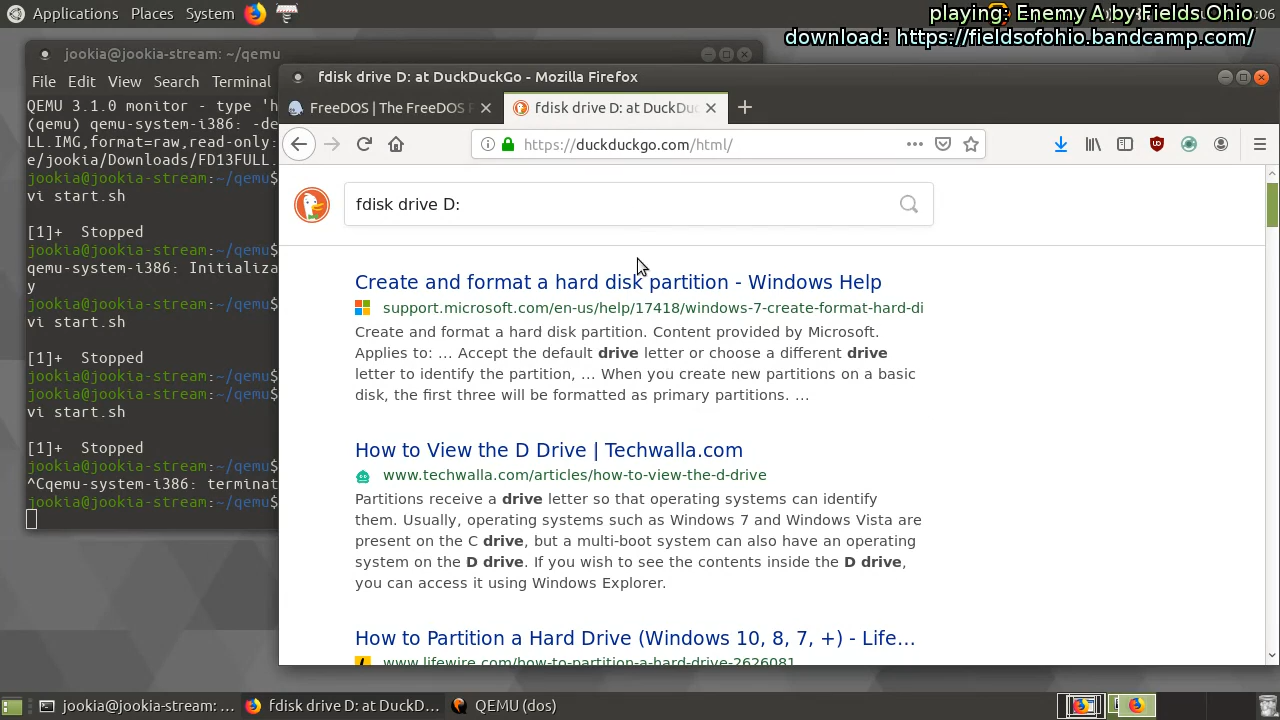 Applications Places System
playing: Enemy A by Fields Ohio
:06
download: https://fieldsofohio.bandcamp.com/
jookia@jookia-stream: ~/qemu
File Edit View Search Terminal
QEMU 3.1.0 monitor - type 'h
(qemu) qemu-system-i386: -de
LL.IMG,format=raw,read-only:
e/jookia/Downloads/FD13FULL.
jookia@jookia-stream:~/qemu$
vi start.sh
[1]+ Stopped
jookia@jookia-stream:~/qemu$
qemu-system-i386: Initializa
y
jookia@jookia-stream:~/qemu$
vi start.sh
[1]+ Stopped
jookia@jookia-stream:~/qemu$
jookia@jookia-stream:~/qemu$
vi start.sh
[1]+ Stopped
jookia@jookia-stream:~/qemu$
^Cqemu-system-i386: terminat
jookia@jookia-stream:~/qemu$
fdisk drive D: at DuckDuckGo - Mozilla Firefox
FreeDOS | The FreeDOS
fdisk drive D: at DuckDuc
https://duckduckgo.com/html/
fdisk drive D:
Create and format a hard disk partition - Windows Help
support.microsoft.com/en-us/help/17418/windows-7-create-format-hard-di
Create and format a hard disk partition. Content provided by Microsoft.
Applies to: ... Accept the default drive letter or choose a different drive
letter to identify the partition, ... When you create new partitions on a basic
disk, the first three will be formatted as primary partitions. ...
How to View the D Drive | Techwalla.com
www.techwalla.com/articles/how-to-view-the-d-drive
Partitions receive a drive letter so that operating systems can identify
them. Usually, operating systems such as Windows 7 and Windows Vista are
present on the C drive, but a multi-boot system can also have an operating
system on the D drive. If you wish to see the contents inside the D drive,
you can access it using Windows Explorer.
How to Partition a Hard Drive (Windows 10, 8, 7, +) - Life...
www.lifewire.com/how-to-partition-a-hard-drive-2626081
jookia@jookia-stream: ...
fdisk drive D: at DuckD...
QEMU (dos)